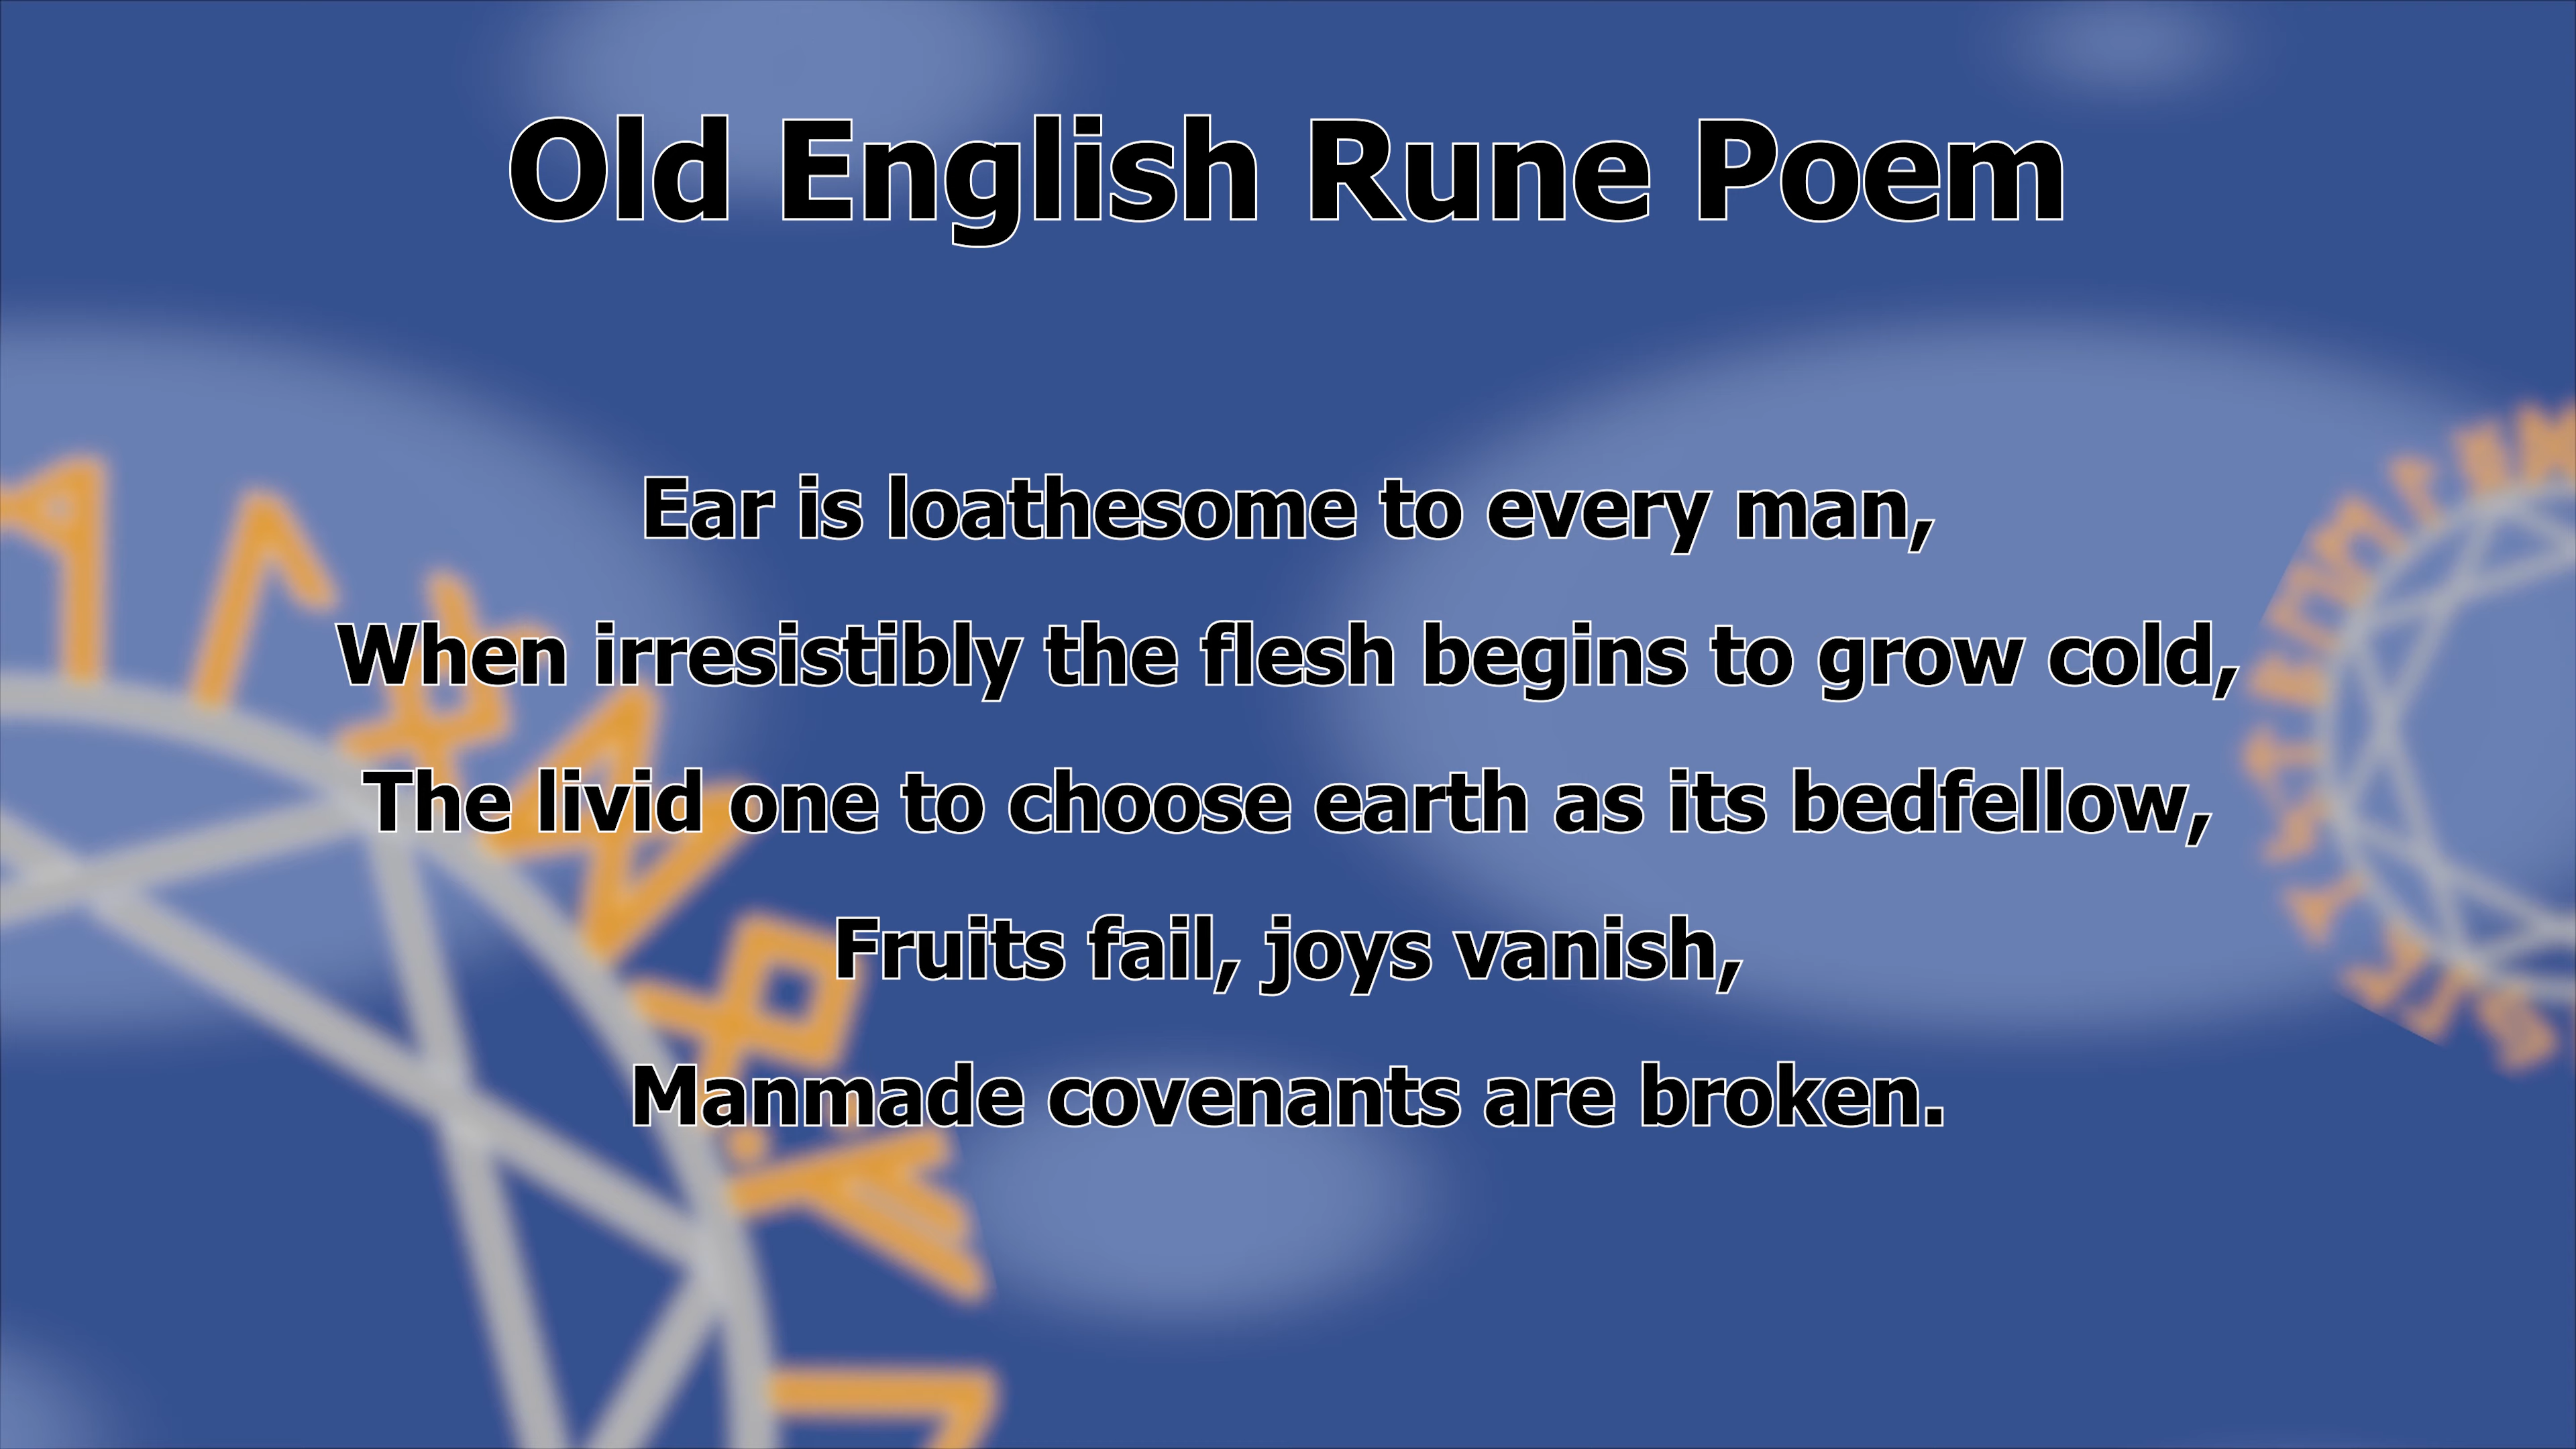 Old English Rune Poem
Ear is loathesome to every man,
When irresistibly the flesh begins to grow cold,
The livid one to choose earth as its bedfellow,
Fruits fail, joys vanish,
Manmade covenants are broken.